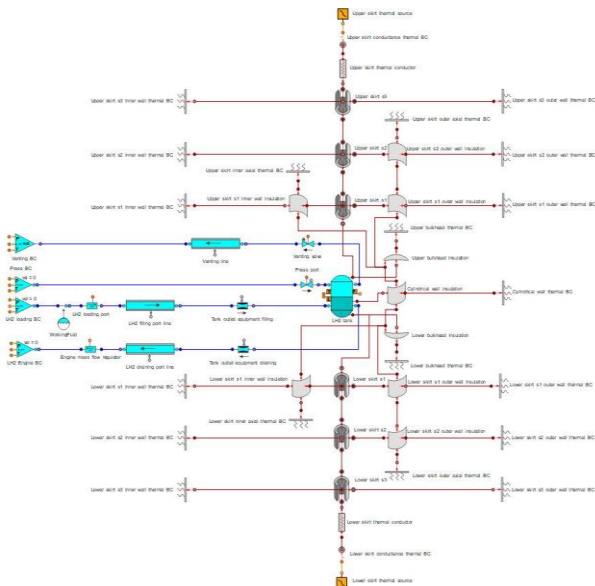 Upper skirt thermal source
Upper skirt conductance thermal BC
Upper skirt thermal conductor
Upper skirt s3 inner wall thermal BC
Upper skirt s3
Upper skirt s3 outer wall thermal BC
Upper skirt outer axial thermal BC
Upper skirt s2 inner wall thermal BC
Upper skirt s2
Upper skirt s2 outer wall insulation
Upper skirt s2 outer wall thermal BC
Upper skirt inner axial thermal BC
Upper skirt s1 inner wall thermal BC
Upper skirt s1 inner wall insulation
Upper skirt s1
Upper skirt s1 outer wall insulation
Upper skirt s1 outer wall thermal BC
Upper bulkhead thermal BC
Venting BC
Venting line
Venting valve
Upper bulkhead insulation
Press BC
Press port
LH2 loading BC
LH2 loading port
LH2 filling port line
Tank outlet equipment filling
LH2 tank
Cylindrical wall insulation
Cylindrical wall thermal BC
WorkingFluid
LH2 Engine BC
Engine mass flow regulator
LH2 draining port line
Tank outlet equipment draining
Lower bulkhead insulation
Lower bulkhead thermal BC
Lower skirt s1 inner wall thermal BC
Lower skirt s1 inner wall insulation
Lower skirt s1
Lower skirt s1 outer wall insulation
Lower skirt s1 outer wall thermal BC
Lower skirt inner axial thermal BC
Lower skirt s2 inner wall thermal BC
Lower skirt s2
Lower skirt s2 outer wall insulation
Lower skirt s2 outer wall thermal BC
Lower skirt outer axial thermal BC
Lower skirt s3 inner wall thermal BC
Lower skirt s3
Lower skirt s3 outer wall thermal BC
Lower skirt thermal conductor
Lower skirt conductance thermal BC
Lower skirt thermal source